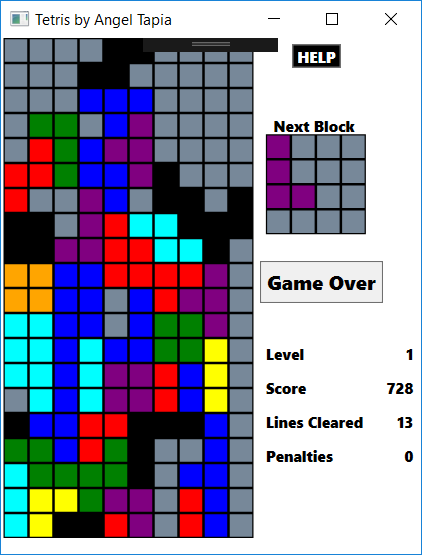 Tetris by Angel Tapia
HELP
Next Block
Game Over
Level 1
Score 728
Lines Cleared 13
Penalties 0